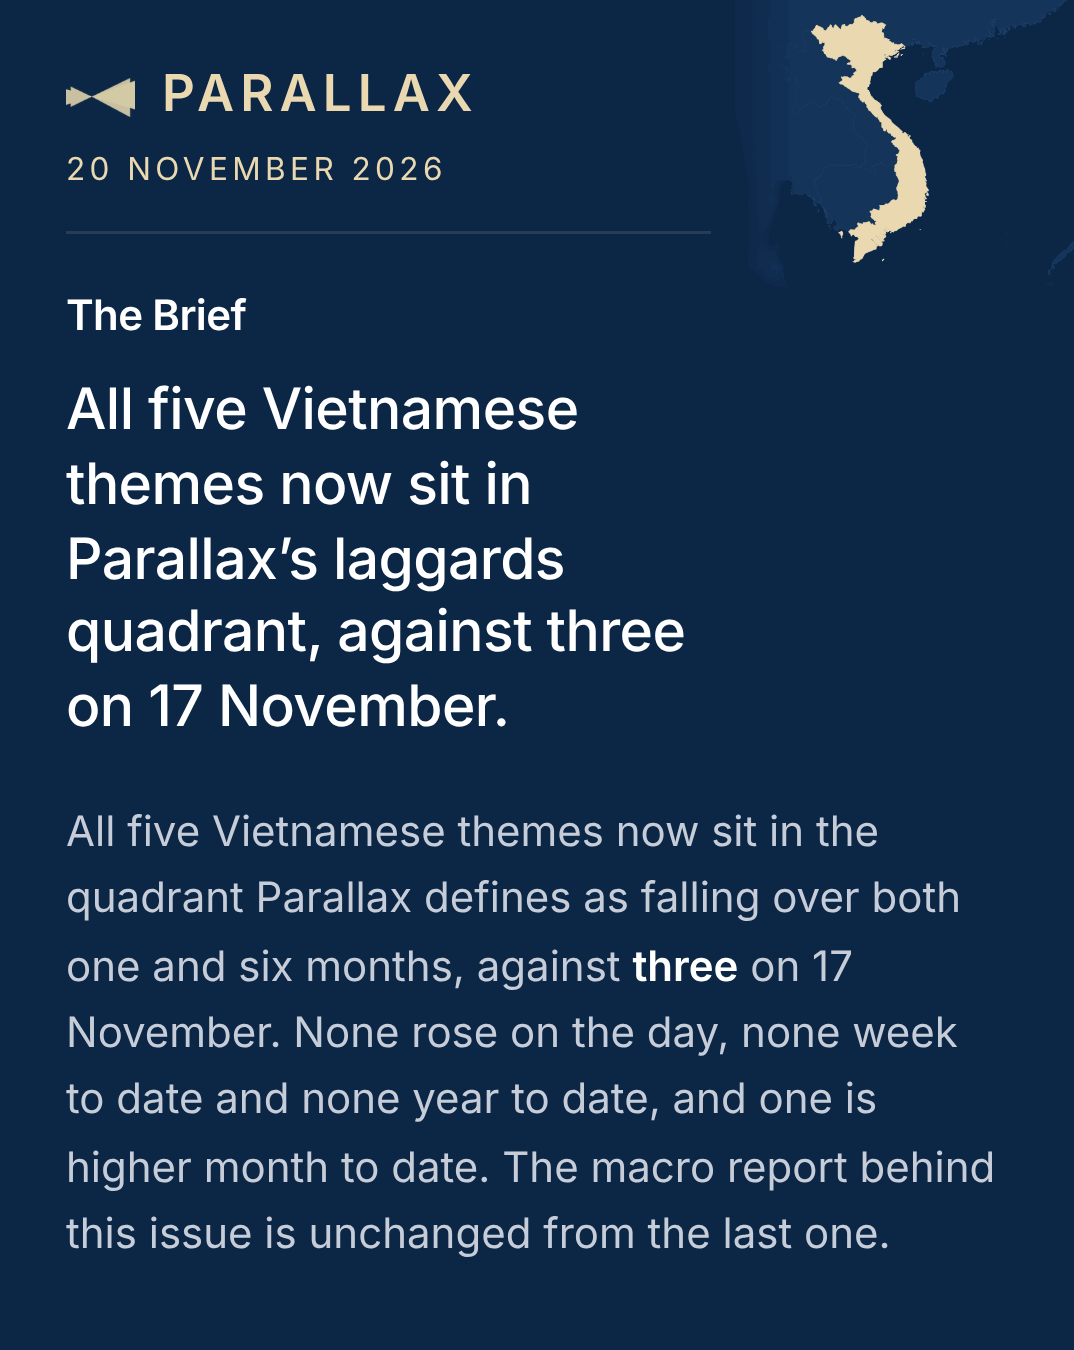 PARALLAX
20 NOVEMBER 2026
The Brief
All five Vietnamese
themes now sit in
Parallax’s laggards
quadrant, against three
on 17 November.
All five Vietnamese themes now sit in the
quadrant Parallax defines as falling over both
one and six months, against three on 17
November. None rose on the day, none week
to date and none year to date, and one is
higher month to date. The macro report behind
this issue is unchanged from the last one.